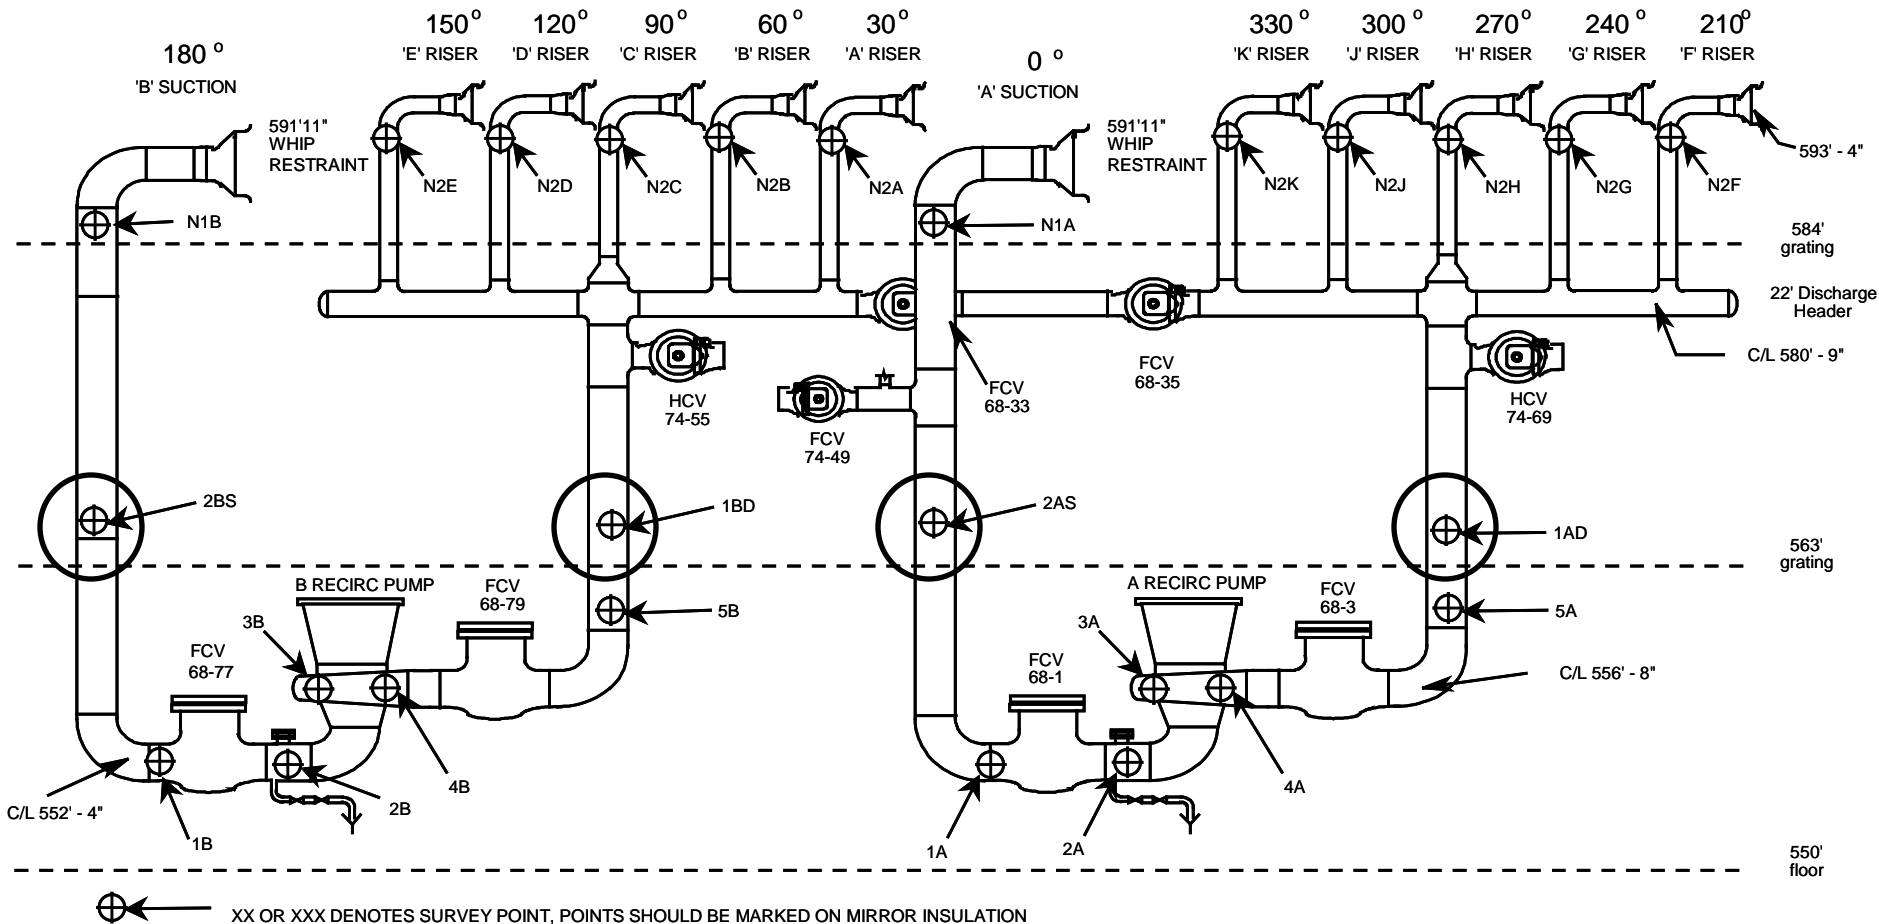 150 o
120 o
90 o
60 o
30 o
330 o
300 o
270 o
240 o
210 o
'E' RISER
'D' RISER
'C' RISER
'B' RISER
'A' RISER
'K' RISER
'J' RISER
'H' RISER
'G' RISER
'F' RISER
180 o
'B' SUCTION
0 o
'A' SUCTION
591'11"
WHIP
RESTRAINT
591'11"
WHIP
RESTRAINT
593' - 4"
N2E
N2D
N2C
N2B
N2A
N2K
N2J
N2H
N2G
N2F
N1B
N1A
584'
grating
22' Discharge
Header
C/L 580' - 9"
FCV
68-35
FCV
68-33
HCV
74-55
HCV
74-69
FCV
74-49
2BS
1BD
2AS
1AD
563'
grating
B RECIRC PUMP
FCV
68-79
A RECIRC PUMP
FCV
68-3
5B
5A
3B
3A
FCV
68-77
FCV
68-1
C/L 556' - 8"
4B
4A
2B
C/L 552' - 4"
1B
1A
2A
550'
floor
XX OR XXX DENOTES SURVEY POINT, POINTS SHOULD BE MARKED ON MIRROR INSULATION